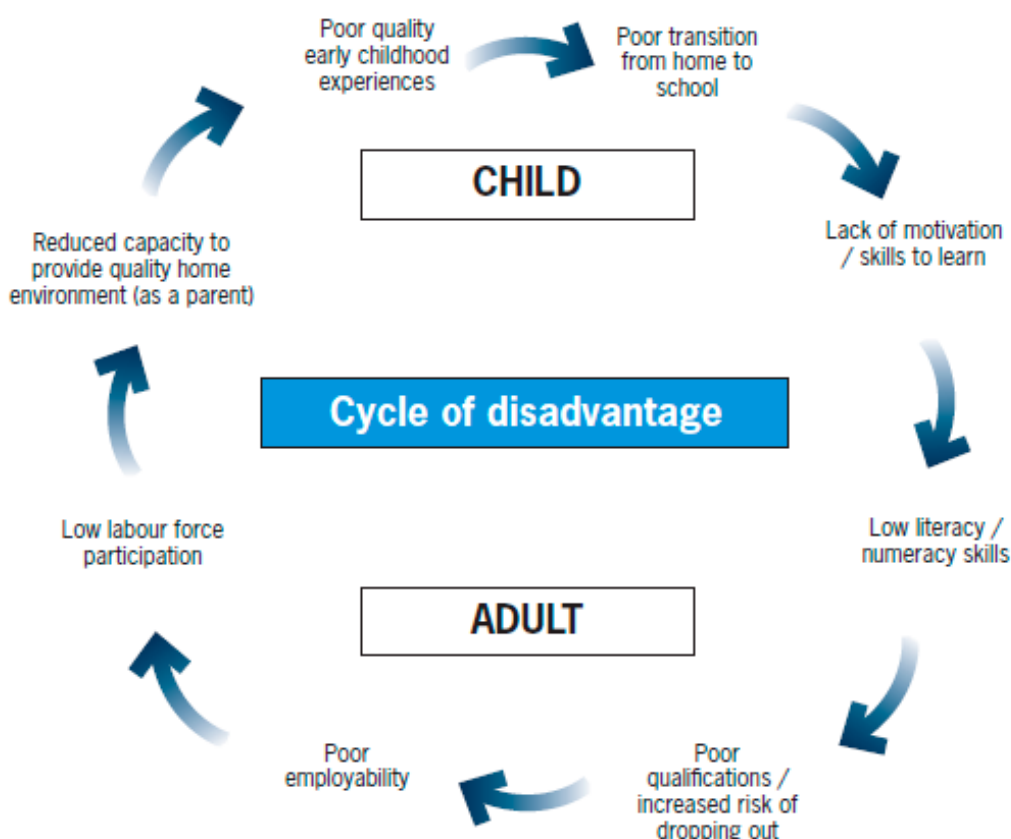 Poor quality
early childhood
experiences
Poor transition
from home to
school
CHILD
Lack of motivation
/ skills to learn
Reduced capacity to
provide quality home
environment (as a parent)
Cycle of disadvantage
Low literacy /
numeracy skills
Low labour force
participation
ADULT
Poor
qualifications /
increased risk of
dropping out
Poor
employability